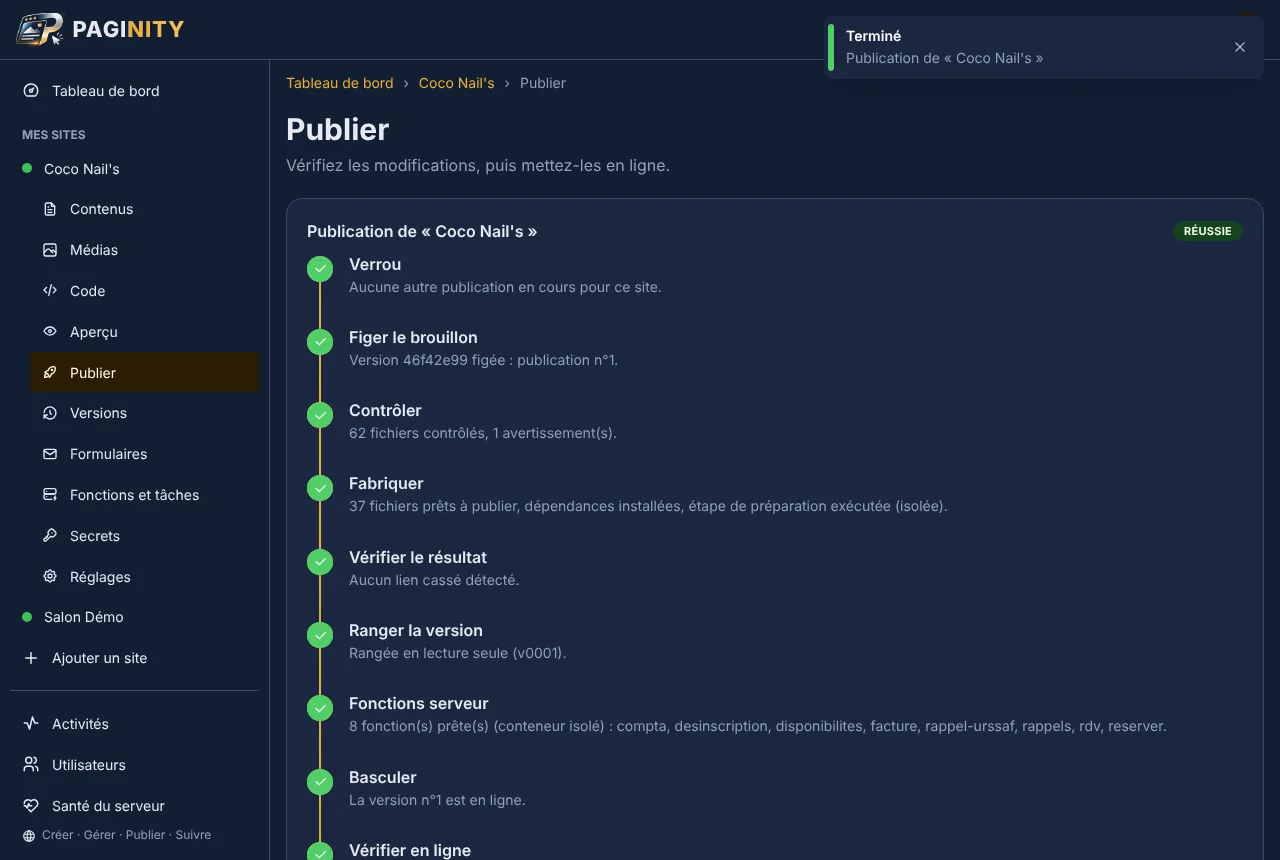 PAGINITY
Terminé
Publication de « Coco Nail's »
Tableau de bord
MES SITES
Coco Nail's
Contenus
Médias
Code
Aperçu
Publier
Versions
Formulaires
Fonctions et tâches
Secrets
Réglages
Salon Démo
Ajouter un site
Activités
Utilisateurs
Santé du serveur
Créer · Gérer · Publier · Suivre
Tableau de bord › Coco Nail's › Publier
Publier
Vérifiez les modifications, puis mettez-les en ligne.
Publication de « Coco Nail's »
RÉUSSIE
Verrou
Aucune autre publication en cours pour ce site.
Figer le brouillon
Version 46f42e99 figée : publication n°1.
Contrôler
62 fichiers contrôlés, 1 avertissement(s).
Fabriquer
37 fichiers prêts à publier, dépendances installées, étape de préparation exécutée (isolée).
Vérifier le résultat
Aucun lien cassé détecté.
Ranger la version
Rangée en lecture seule (v0001).
Fonctions serveur
8 fonction(s) prête(s) (conteneur isolé) : compta, desinscription, disponibilites, facture, rappel-urssaf, rappels, rdv, reserver.
Basculer
La version n°1 est en ligne.
Vérifier en ligne